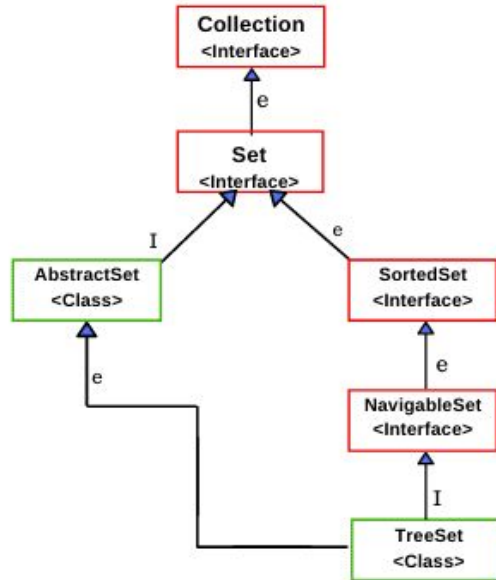 Collection
<Interface>
e
Set
<Interface>
I
e
AbstractSet
<Class>
SortedSet
<Interface>
e
e
NavigableSet
<Interface>
I
TreeSet
<Class>